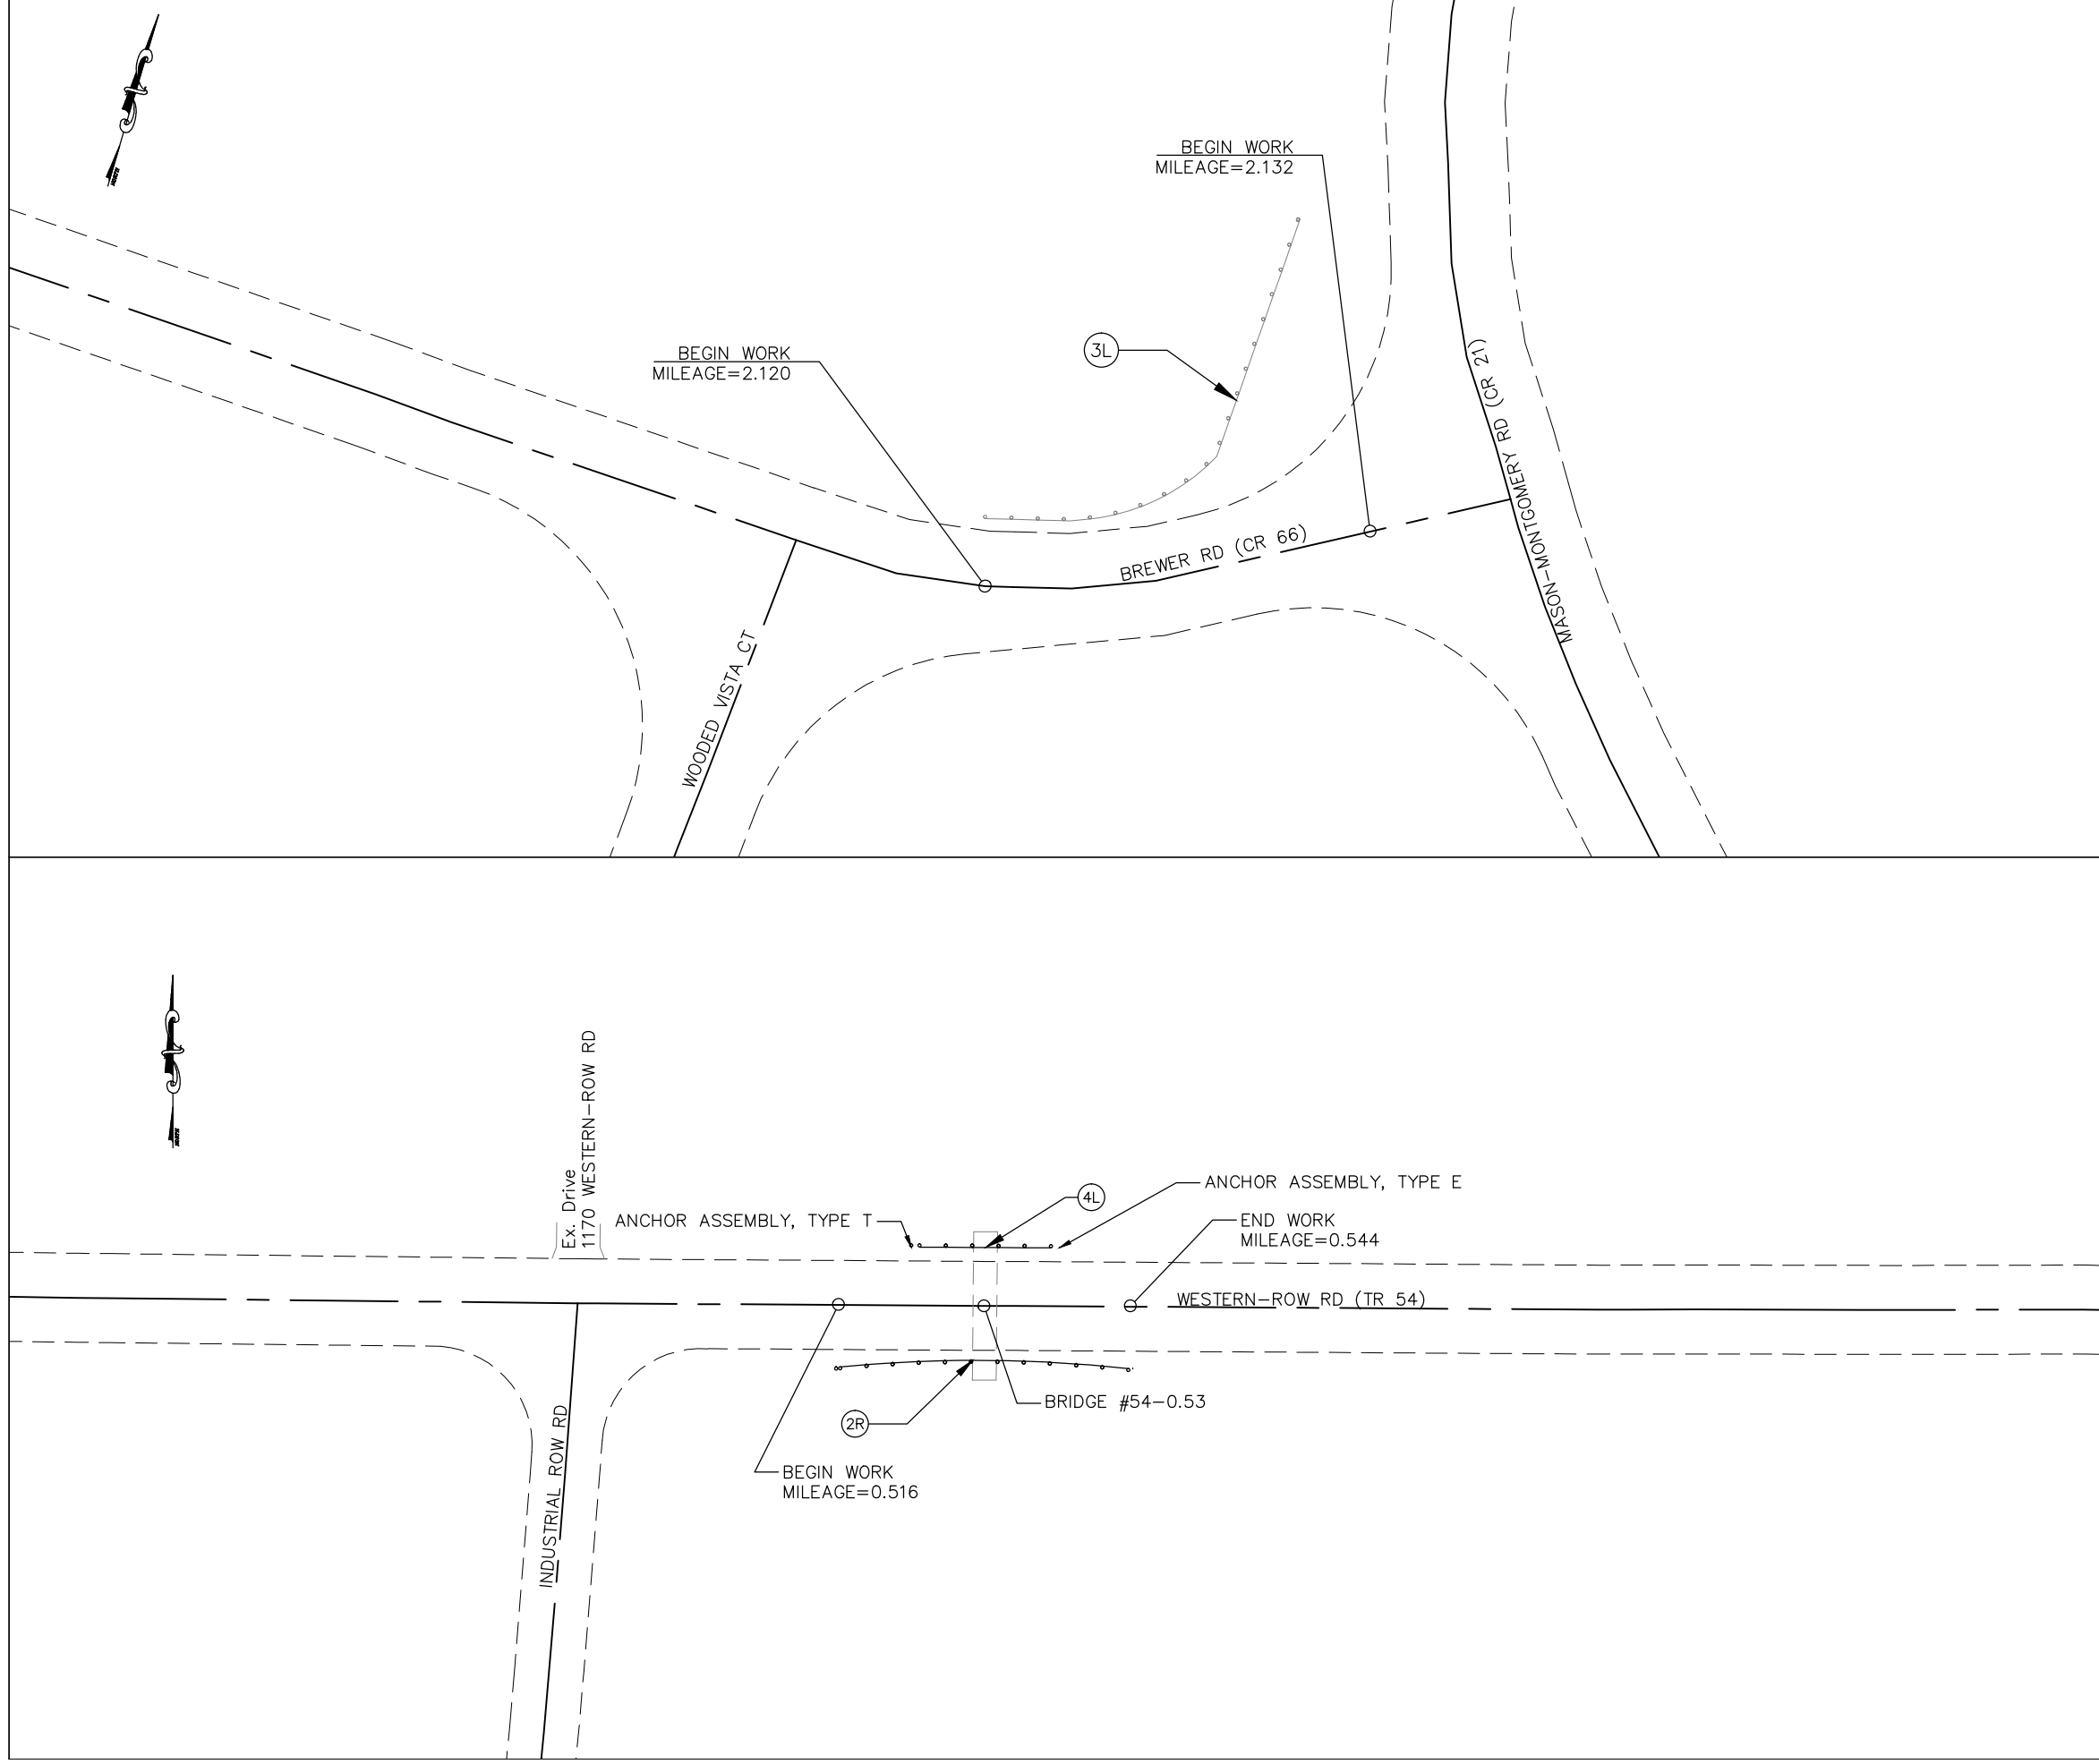 BEGIN WORK
MILEAGE=2.132
BEGIN WORK
MILEAGE=2.120
3L
MASON-MONTGOMERY RD (CR 21)
BREWER RD (CR 66)
WOODED VISTA CT
NORTH
Ex. Drive
1170 WESTERN-ROW RD
ANCHOR ASSEMBLY, TYPE T
4L
ANCHOR ASSEMBLY, TYPE E
END WORK
MILEAGE=0.544
WESTERN-ROW RD (TR 54)
BRIDGE #54-0.53
2R
BEGIN WORK
MILEAGE=0.516
INDUSTRIAL ROW RD
NORTH